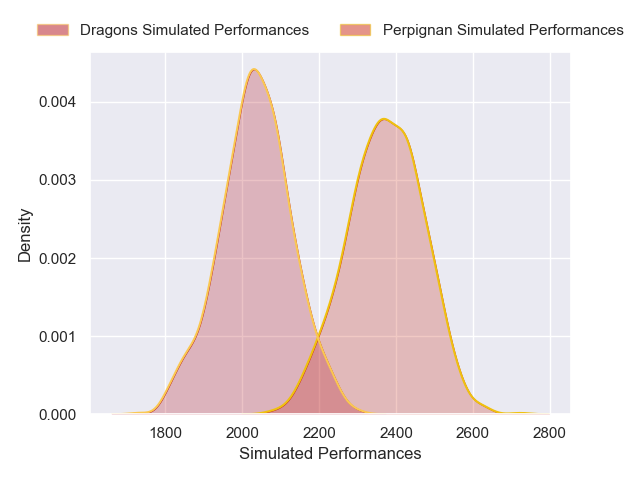 Dragons Simulated Performances
Perpignan Simulated Performances
0.004
0.003
0.002
0.001
0.000
Density
1800
2000
2200
2400
2600
2800
Simulated Performances